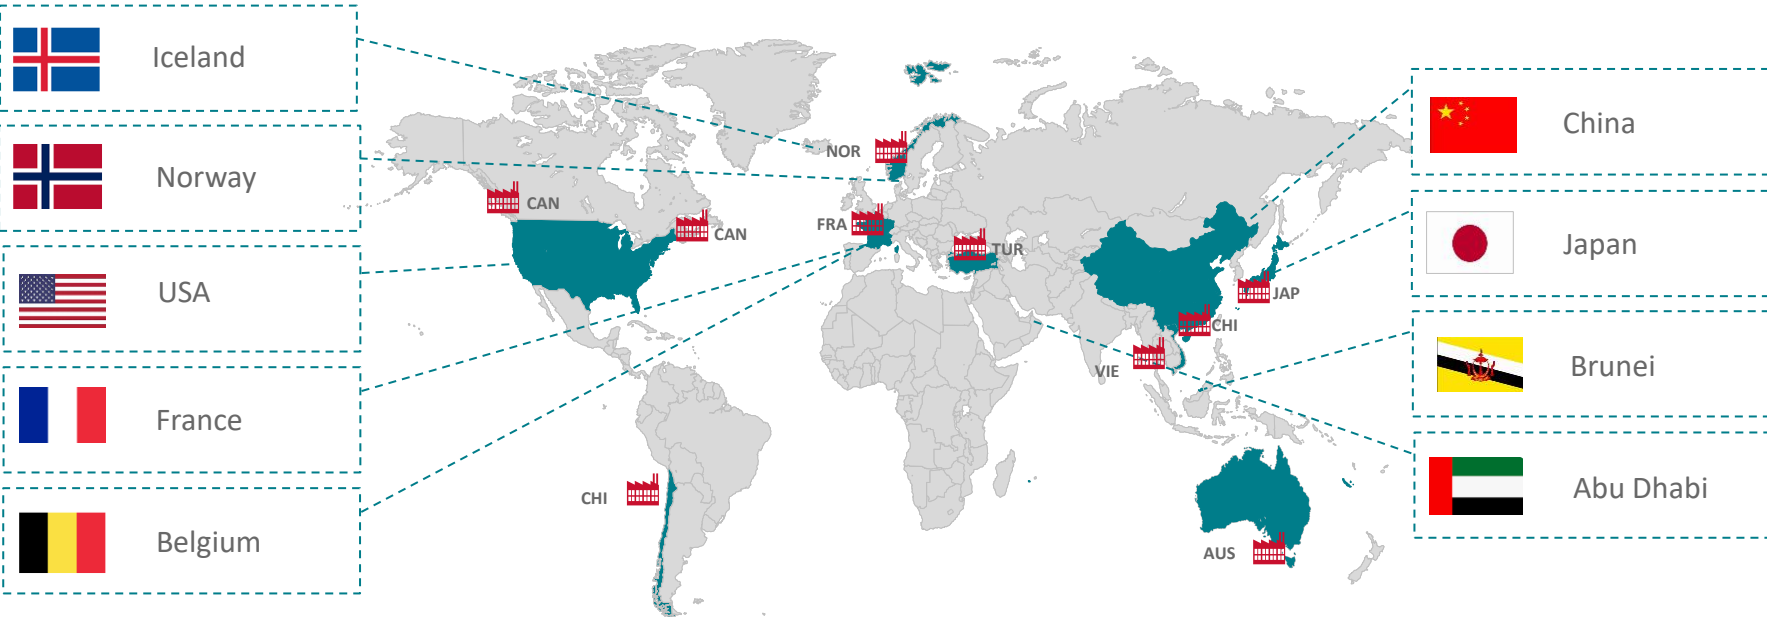 Iceland
Norway
USA
France
Belgium
NOR
CAN
CAN
FRA
TUR
JAP
CHI
VIE
CHI
AUS
China
Japan
Brunei
Abu Dhabi